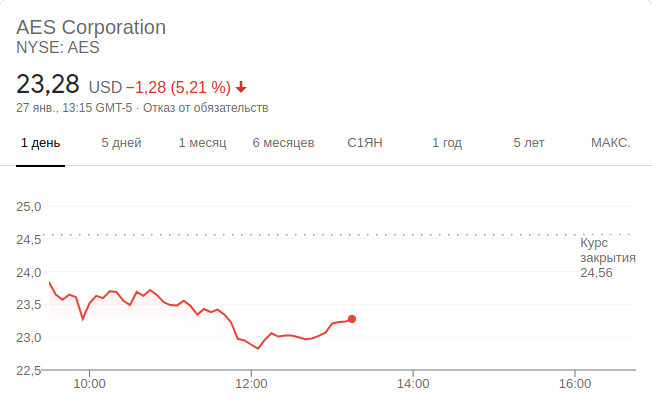 AES Corporation
NYSE: AES
23,28 USD −1,28 (5,21 %)
27 янв., 13:15 GMT-5 · Отказ от обязательств
1 день 5 дней 1 месяц 6 месяцев С1ЯН 1 год 5 лет МАКС.
25,0
24,5
Курс
закрытия
24,56
24,0
23,5
23,0
22,5
10:00 12:00 14:00 16:00